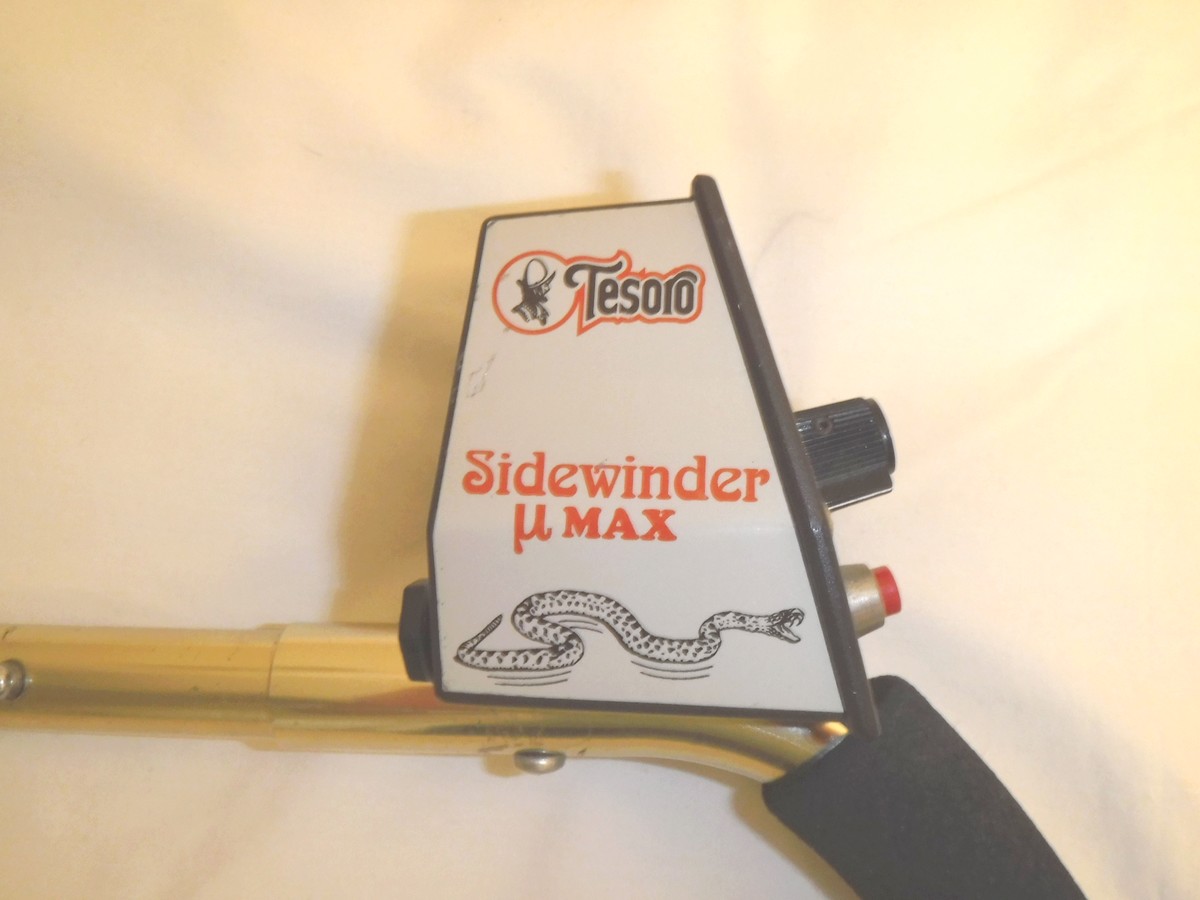 Tesoro
Sidewinder
µ MAX